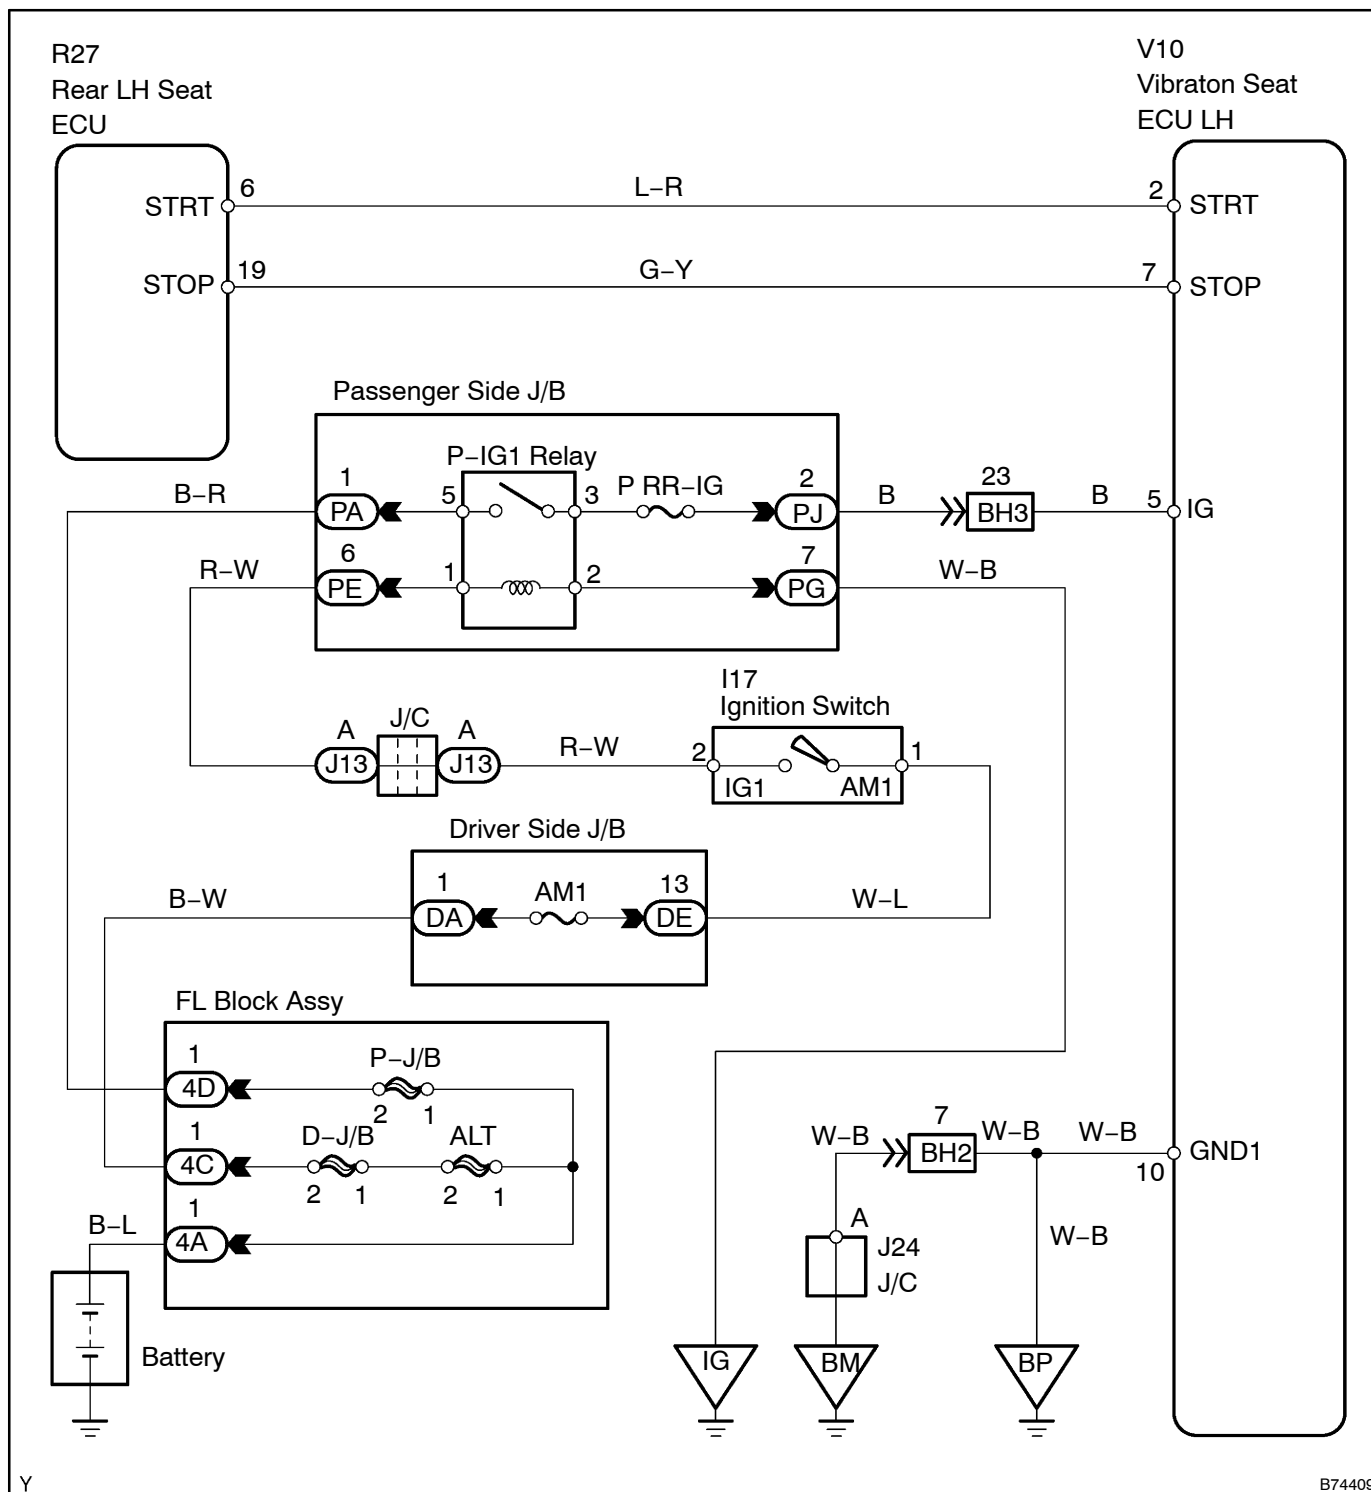 R27
Rear LH Seat
ECU
V10
Vibraton Seat
ECU LH
STRT
6
L–R
2
STRT
STOP
19
G–Y
7
STOP
Passenger Side J/B
P–IG1 Relay
B–R
1
PA
5
3
P RR–IG
2
PJ
B
23
BH3
B
5
IG
R–W
6
PE
1
2
7
PG
W–B
I17
Ignition Switch
A
J13
J/C
A
J13
R–W
2
IG1
AM1
1
Driver Side J/B
B–W
1
DA
AM1
13
DE
W–L
FL Block Assy
1
4D
P–J/B
2
1
1
4C
D–J/B
2
1
ALT
2
1
1
4A
B–L
Battery
W–B
7
BH2
W–B
W–B
10
GND1
A
J24
J/C
W–B
IG
BM
BP
Y
B74409